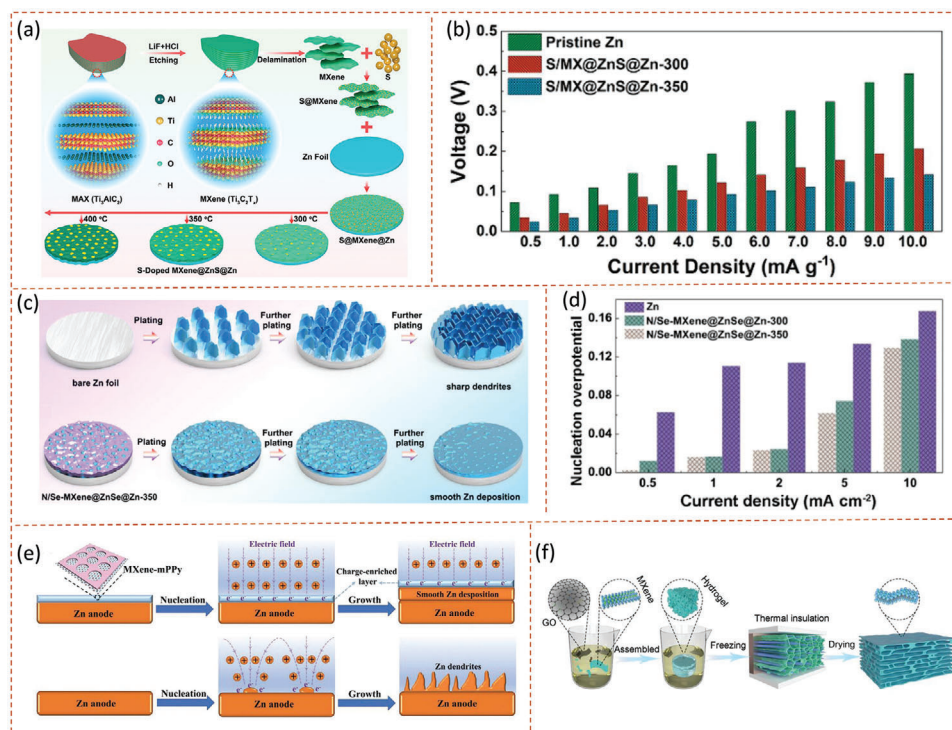 (a)
LiF+HCl
Etching
Delamination
MXene
S
S@MXene
Al
Ti
C
O
H
Zn Foil
MAX (Ti₃AlC₂)
MXene (Ti₃C₂Tₓ)
400 °C
350 °C
300 °C
S@MXene@Zn
S-Doped MXene@ZnS@Zn
(b)
0.5
0.4
0.3
0.2
0.1
0.0
Voltage (V)
Pristine Zn
S/MX@ZnS@Zn-300
S/MX@ZnS@Zn-350
0.5 1.0 2.0 3.0 4.0 5.0 6.0 7.0 8.0 9.0 10.0
Current Density (mA g⁻¹)
(c)
Plating
Further plating
Further plating
bare Zn foil
sharp dendrites
Plating
Further plating
Further plating
N/Se-MXene@ZnSe@Zn-350
smooth Zn deposition
(d)
0.16
0.12
0.08
0.04
0.00
Nucleation overpotential
Zn
N/Se-MXene@ZnSe@Zn-300
N/Se-MXene@ZnSe@Zn-350
0.5 1 2 5 10
Current density (mA cm⁻²)
(e)
MXene-mPPy
Zn anode
Nucleation
Electric field
Zn anode
Charge-enriched layer
Growth
Electric field
Smooth Zn desposition
Zn anode
Zn anode
Nucleation
Zn anode
Growth
Zn dendrites
Zn anode
(f)
GO
MXene
Hydrogel
Assembled
Freezing
Thermal insulation
Drying